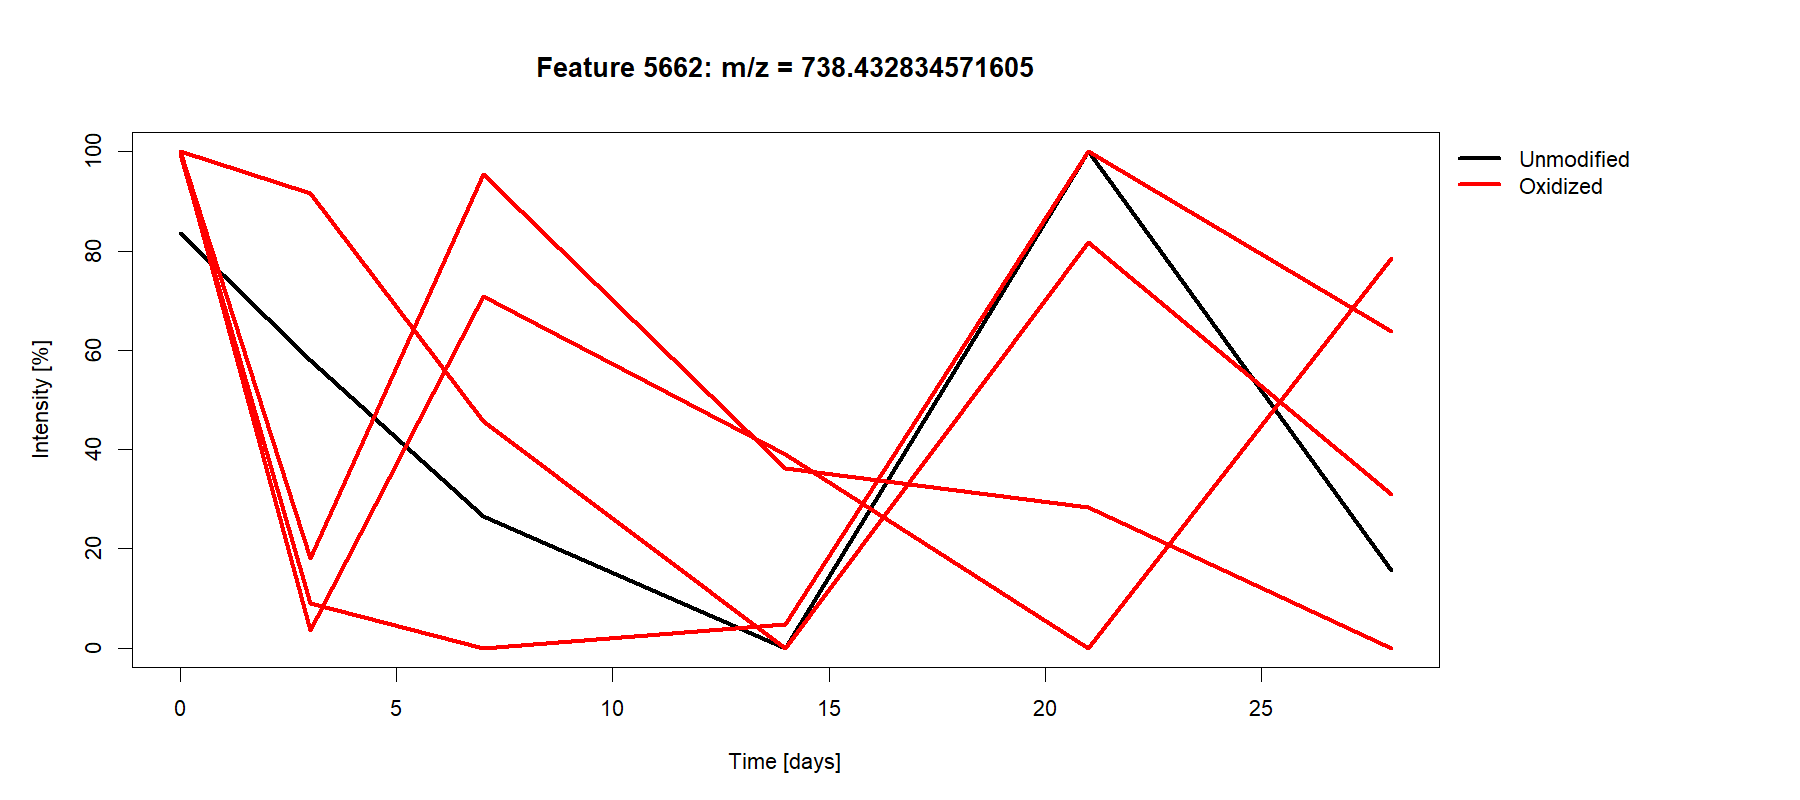 Feature 5662: m/z = 738.432834571605
Unmodified
Oxidized
Intensity [%]
100
80
60
40
20
0
0 5 10 15 20 25
Time [days]